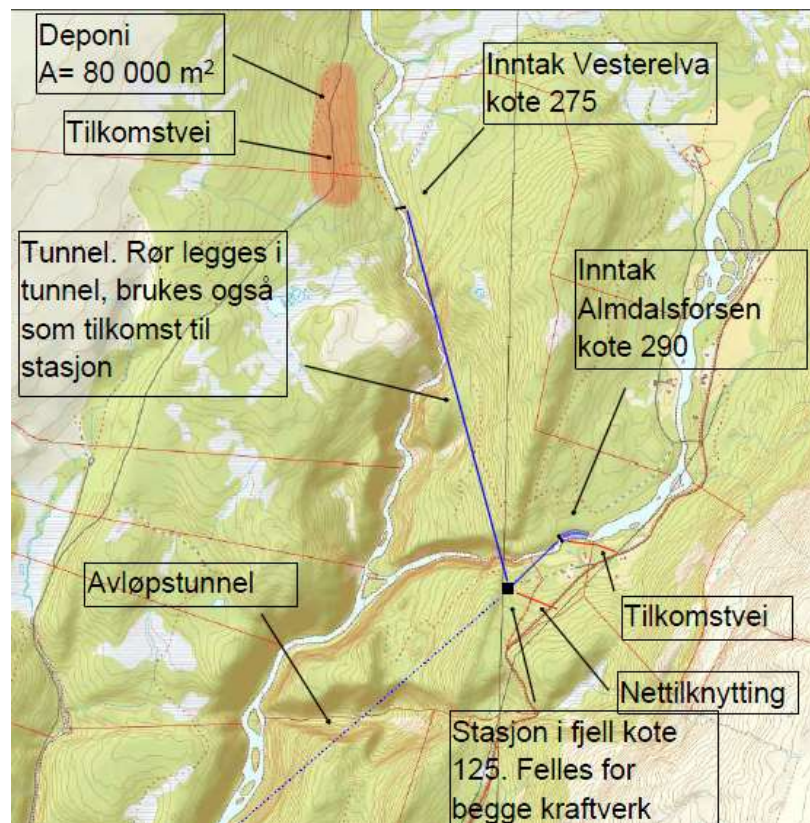 Deponi
A= 80 000 m²
Tilkomstvei
Inntak Vesterelva
kote 275
Tunnel. Rør legges i
tunnel, brukes også
som tilkomst til
stasjon
Inntak
Almdalsforsen
kote 290
Avløpstunnel
Tilkomstvei
Nettilknytting
Stasjon i fjell kote
125. Felles for
begge kraftverk